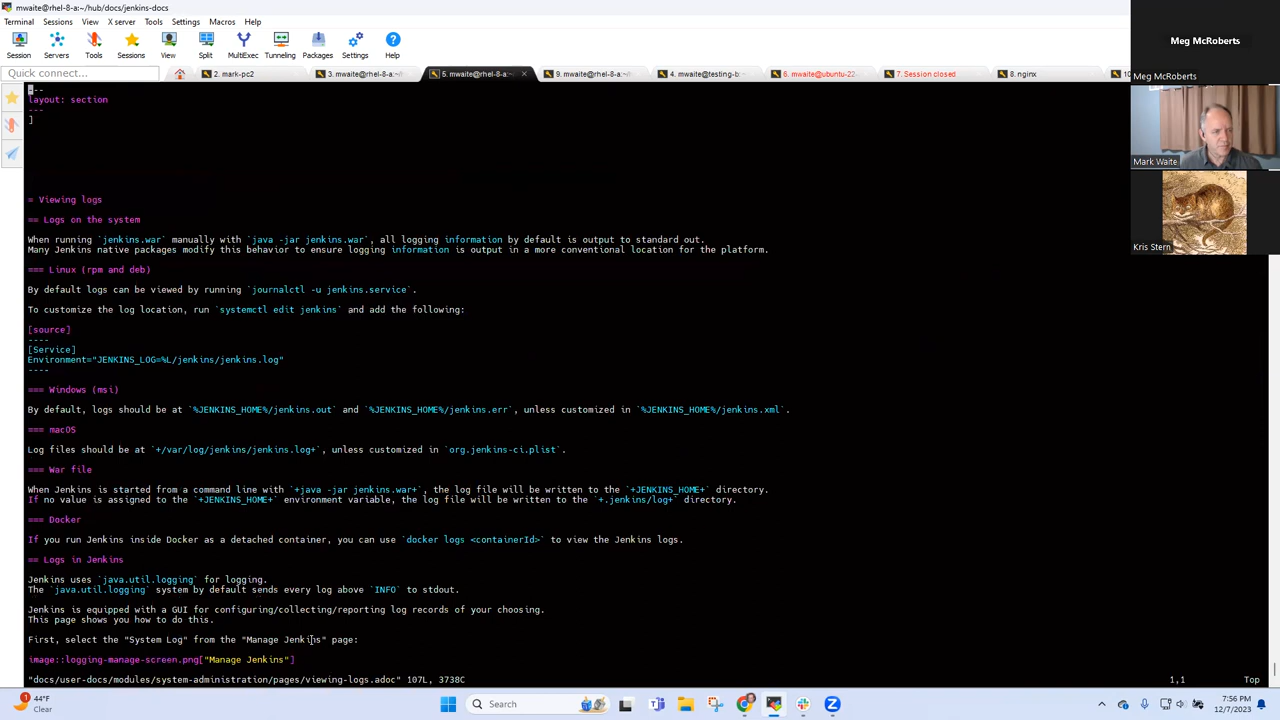 mwaite@rhel-8-a:~/hub/docs/jenkins-docs
Terminal Sessions View X server Tools Settings Macros Help
Session Servers Tools Sessions View Split MultiExec Tunneling Packages Settings Help
Quick connect...
2. mark-pc2
3. mwaite@rhel-8-a:~/
5. mwaite@rhel-8-a:~
9. mwaite@rhel-8-a:~/
4. mwaite@testing-b:
6. mwaite@ubuntu-22
7. Session closed
8. nginx
10
---
layout: section
---
]
= Viewing logs
== Logs on the system
When running `jenkins.war` manually with `java -jar jenkins.war`, all logging information by default is output to standard out.
Many Jenkins native packages modify this behavior to ensure logging information is output in a more conventional location for the platform.
=== Linux (rpm and deb)
By default logs can be viewed by running `journalctl -u jenkins.service`.
To customize the log location, run `systemctl edit jenkins` and add the following:
[source]
----
[Service]
Environment="JENKINS_LOG=%L/jenkins/jenkins.log"
----
=== Windows (msi)
By default, logs should be at `%JENKINS_HOME%/jenkins.out` and `%JENKINS_HOME%/jenkins.err`, unless customized in `%JENKINS_HOME%/jenkins.xml`.
=== macOS
Log files should be at `+/var/log/jenkins/jenkins.log+`, unless customized in `org.jenkins-ci.plist`.
=== War file
When Jenkins is started from a command line with `+java -jar jenkins.war+`, the log file will be written to the `+JENKINS_HOME+` directory.
If no value is assigned to the `+JENKINS_HOME+` environment variable, the log file will be written to the `+.jenkins/log+` directory.
=== Docker
If you run Jenkins inside Docker as a detached container, you can use `docker logs <containerId>` to view the Jenkins logs.
== Logs in Jenkins
Jenkins uses `java.util.logging` for logging.
The `java.util.logging` system by default sends every log above `INFO` to stdout.
Jenkins is equipped with a GUI for configuring/collecting/reporting log records of your choosing.
This page shows you how to do this.
First, select the "System Log" from the "Manage Jenkins" page:
image::logging-manage-screen.png["Manage Jenkins"]
"docs/user-docs/modules/system-administration/pages/viewing-logs.adoc" 107L, 3738C 1,1 Top
Meg McRoberts
Meg McRoberts
Mark Waite
Kris Stern
1
44°F
Clear
Search
7:56 PM
12/7/2023